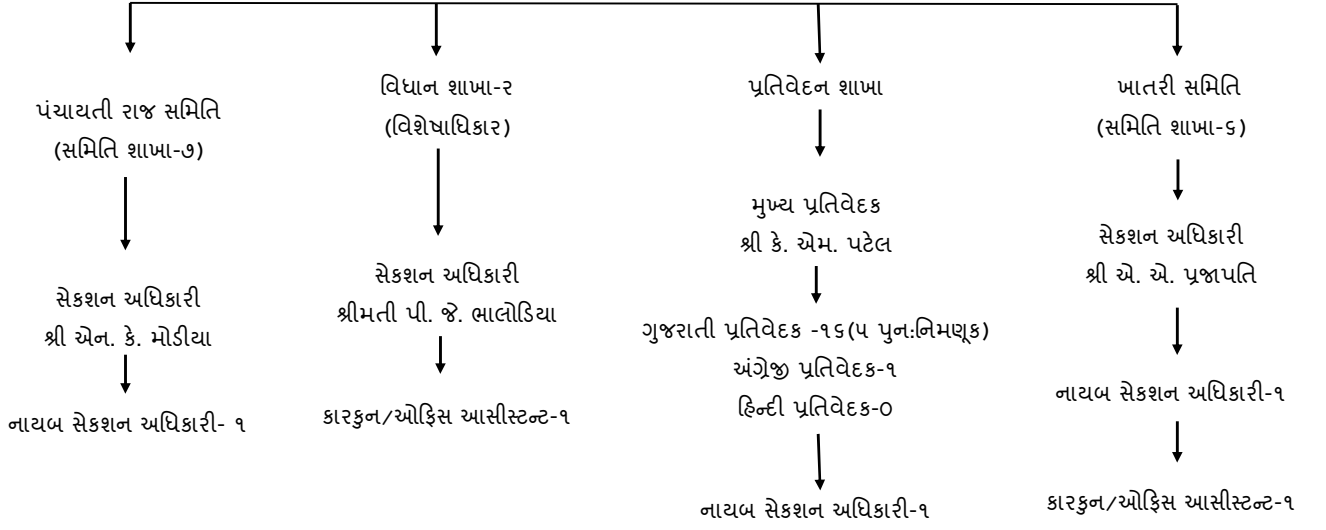 પંચાયતી રાજ સમિતિ
(સમિતિ શાખા-૭)
સેકશન અધિકારી
શ્રી એન. કે. મોડીયા
નાયબ સેકશન અધિકારી- ૧
વિધાન શાખા-૨
(વિશેષાધિકાર)
સેકશન અધિકારી
શ્રીમતી પી. જે. ભાલોડિયા
કારકુન/ઓફિસ આસીસ્ટન્ટ-૧
પ્રતિવેદન શાખા
મુખ્ય પ્રતિવેદક
શ્રી કે. એમ. પટેલ
ગુજરાતી પ્રતિવેદક -૧૬(૫ પુન:નિમણૂક)
અંગ્રેજી પ્રતિવેદક-૧
હિન્દી પ્રતિવેદક-૦
નાયબ સેકશન અધિકારી-૧
ખાતરી સમિતિ
(સમિતિ શાખા-૬)
સેકશન અધિકારી
શ્રી એ. એ. પ્રજાપતિ
નાયબ સેકશન અધિકારી-૧
કારકુન/ઓફિસ આસીસ્ટન્ટ-૧